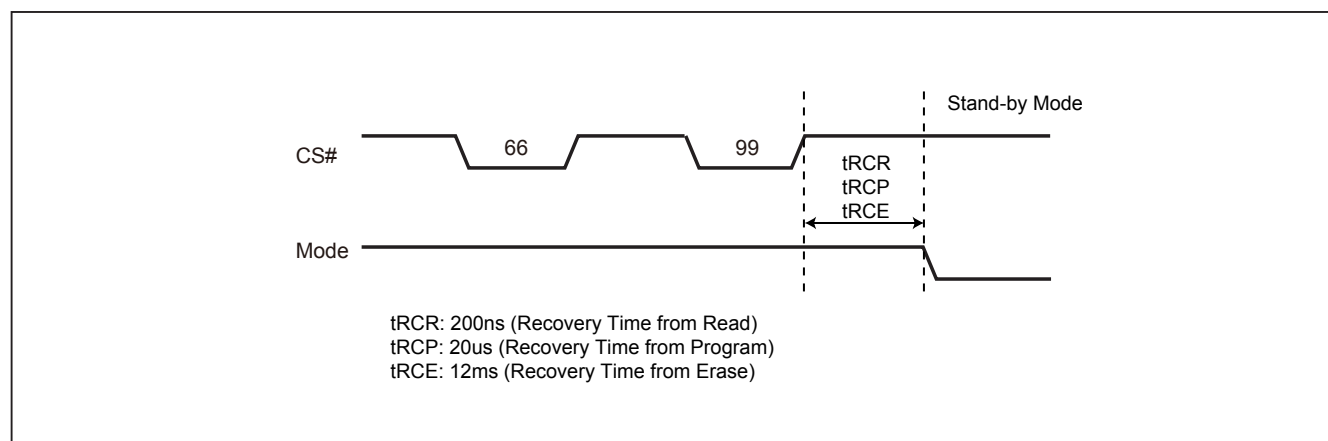 Stand-by Mode
CS#
66
99
tRCR
tRCP
tRCE
Mode
tRCR: 200ns (Recovery Time from Read)
tRCP: 20us (Recovery Time from Program)
tRCE: 12ms (Recovery Time from Erase)